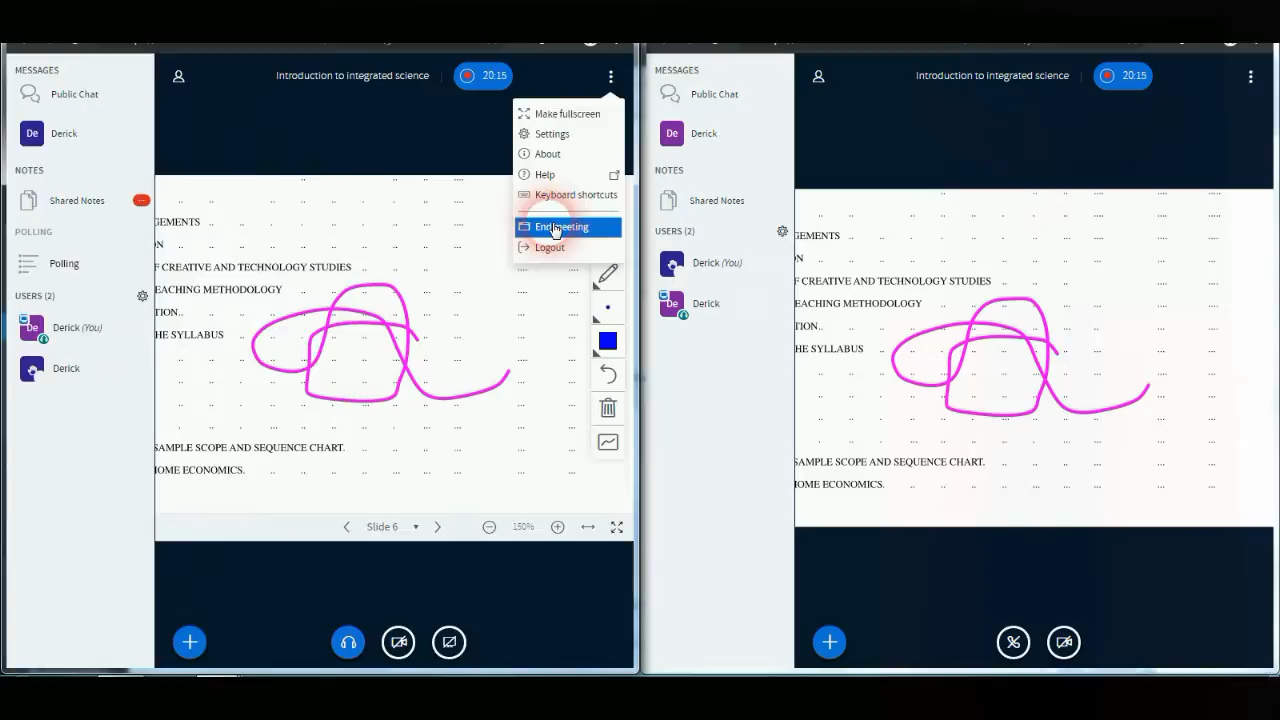 MESSAGES
Public Chat
De Derick
NOTES
Shared Notes
POLLING
Polling
USERS (2)
De Derick (You)
Derick
Introduction to integrated science
20:15
Make fullscreen
Settings
About
Help
Keyboard shortcuts
End meeting
Logout
GEMENTS
ON
F CREATIVE AND TECHNOLOGY STUDIES
EACHING METHODOLOGY
TION..
HE SYLLABUS
SAMPLE SCOPE AND SEQUENCE CHART.
HOME ECONOMICS.
Slide 6
150%
MESSAGES
Public Chat
De Derick
NOTES
Shared Notes
USERS (2)
Derick (You)
De Derick
Introduction to integrated science
20:15
GEMENTS
ON
F CREATIVE AND TECHNOLOGY STUDIES
EACHING METHODOLOGY
TION..
HE SYLLABUS
SAMPLE SCOPE AND SEQUENCE CHART.
HOME ECONOMICS.